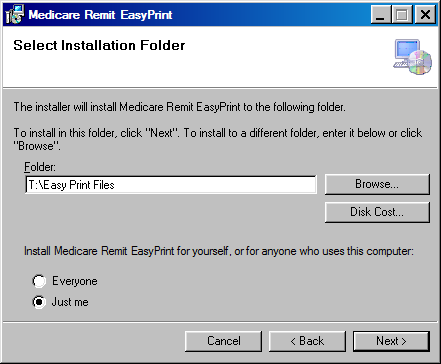 Medicare Remit EasyPrint
Select Installation Folder
The installer will install Medicare Remit EasyPrint to the following folder.
To install in this folder, click "Next". To install to a different folder, enter it below or click
"Browse".
Folder:
T:\Easy Print Files
Browse...
Disk Cost...
Install Medicare Remit EasyPrint for yourself, or for anyone who uses this computer:
Everyone
Just me
Cancel
< Back
Next >